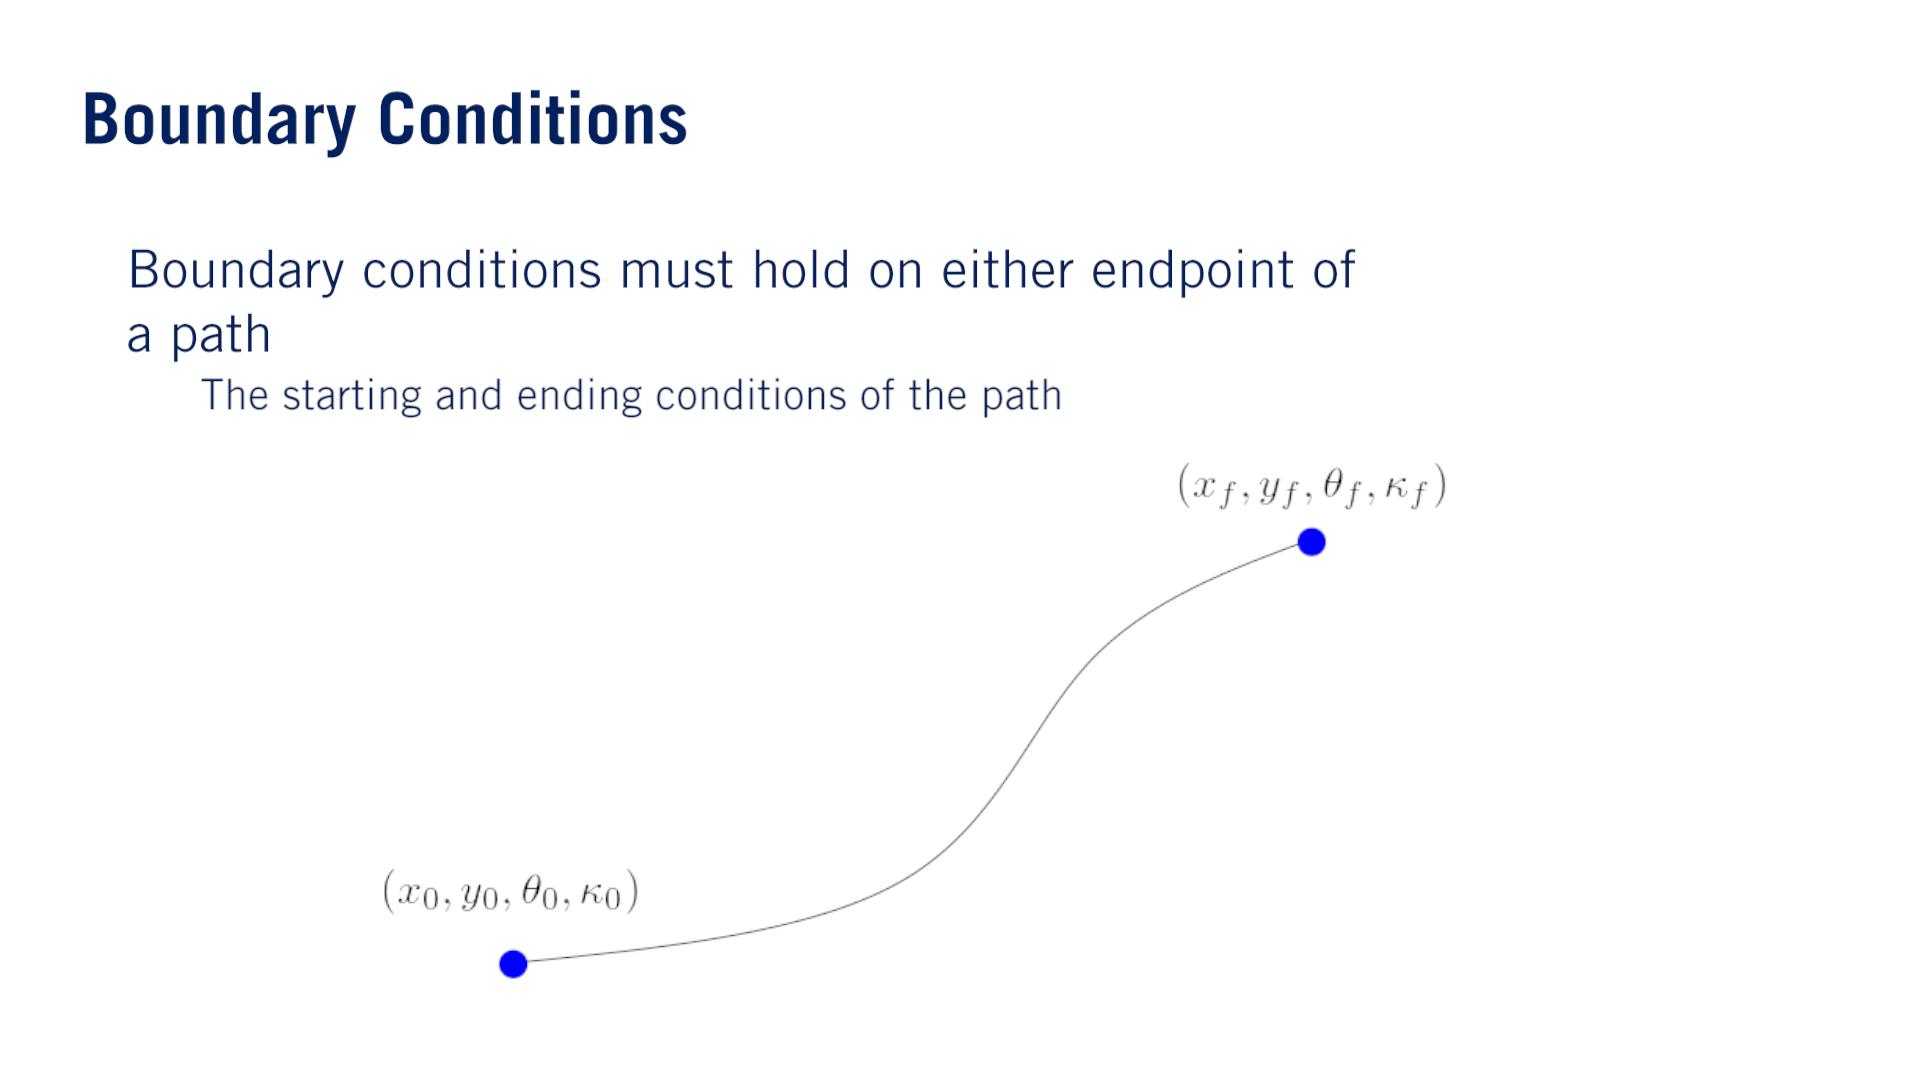 Boundary Conditions
Boundary conditions must hold on either endpoint of
a path
The starting and ending conditions of the path
(x_f, y_f, θ_f, κ_f)
(x_0, y_0, θ_0, κ_0)